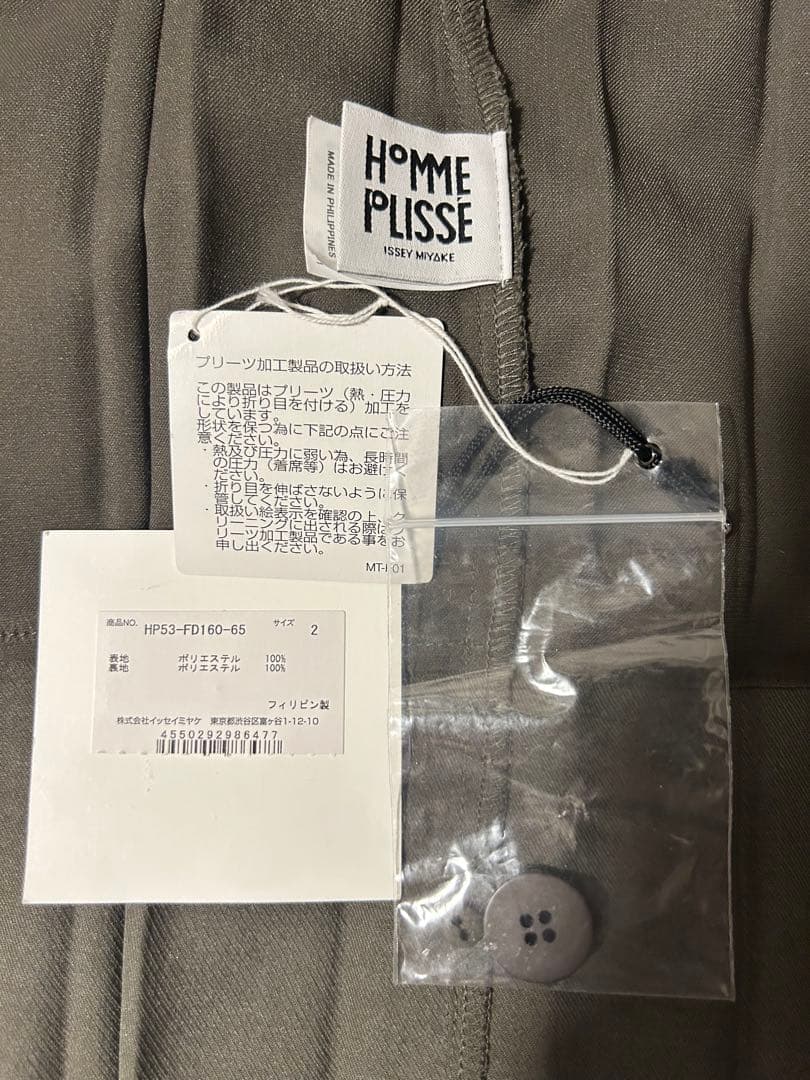 HOMME
PLISSÉ
ISSEY MIYAKE
MADE IN PHILIPPINES
プリーツ加工製品の取扱い方法
この製品はプリーツ（熱・圧力
により折り目を付ける）加工を
しています。
形状を保つ為に下記の点にご注
意ください。
・熱及び圧力に弱い為、長時間
の圧力（着席等）はお避けく
ださい。
・折り目を伸ばさないように保
管してください。
・取扱い絵表示を確認の上、ク
リーニングに出される際はプ
リーツ加工製品である事をお
申し出ください。
商品NO. HP53-FD160-65 サイズ 2
表地 ポリエステル 100%
裏地 ポリエステル 100%
フィリピン製
株式会社イッセイミヤケ 東京都渋谷区富ヶ谷1-12-10
4550292986477